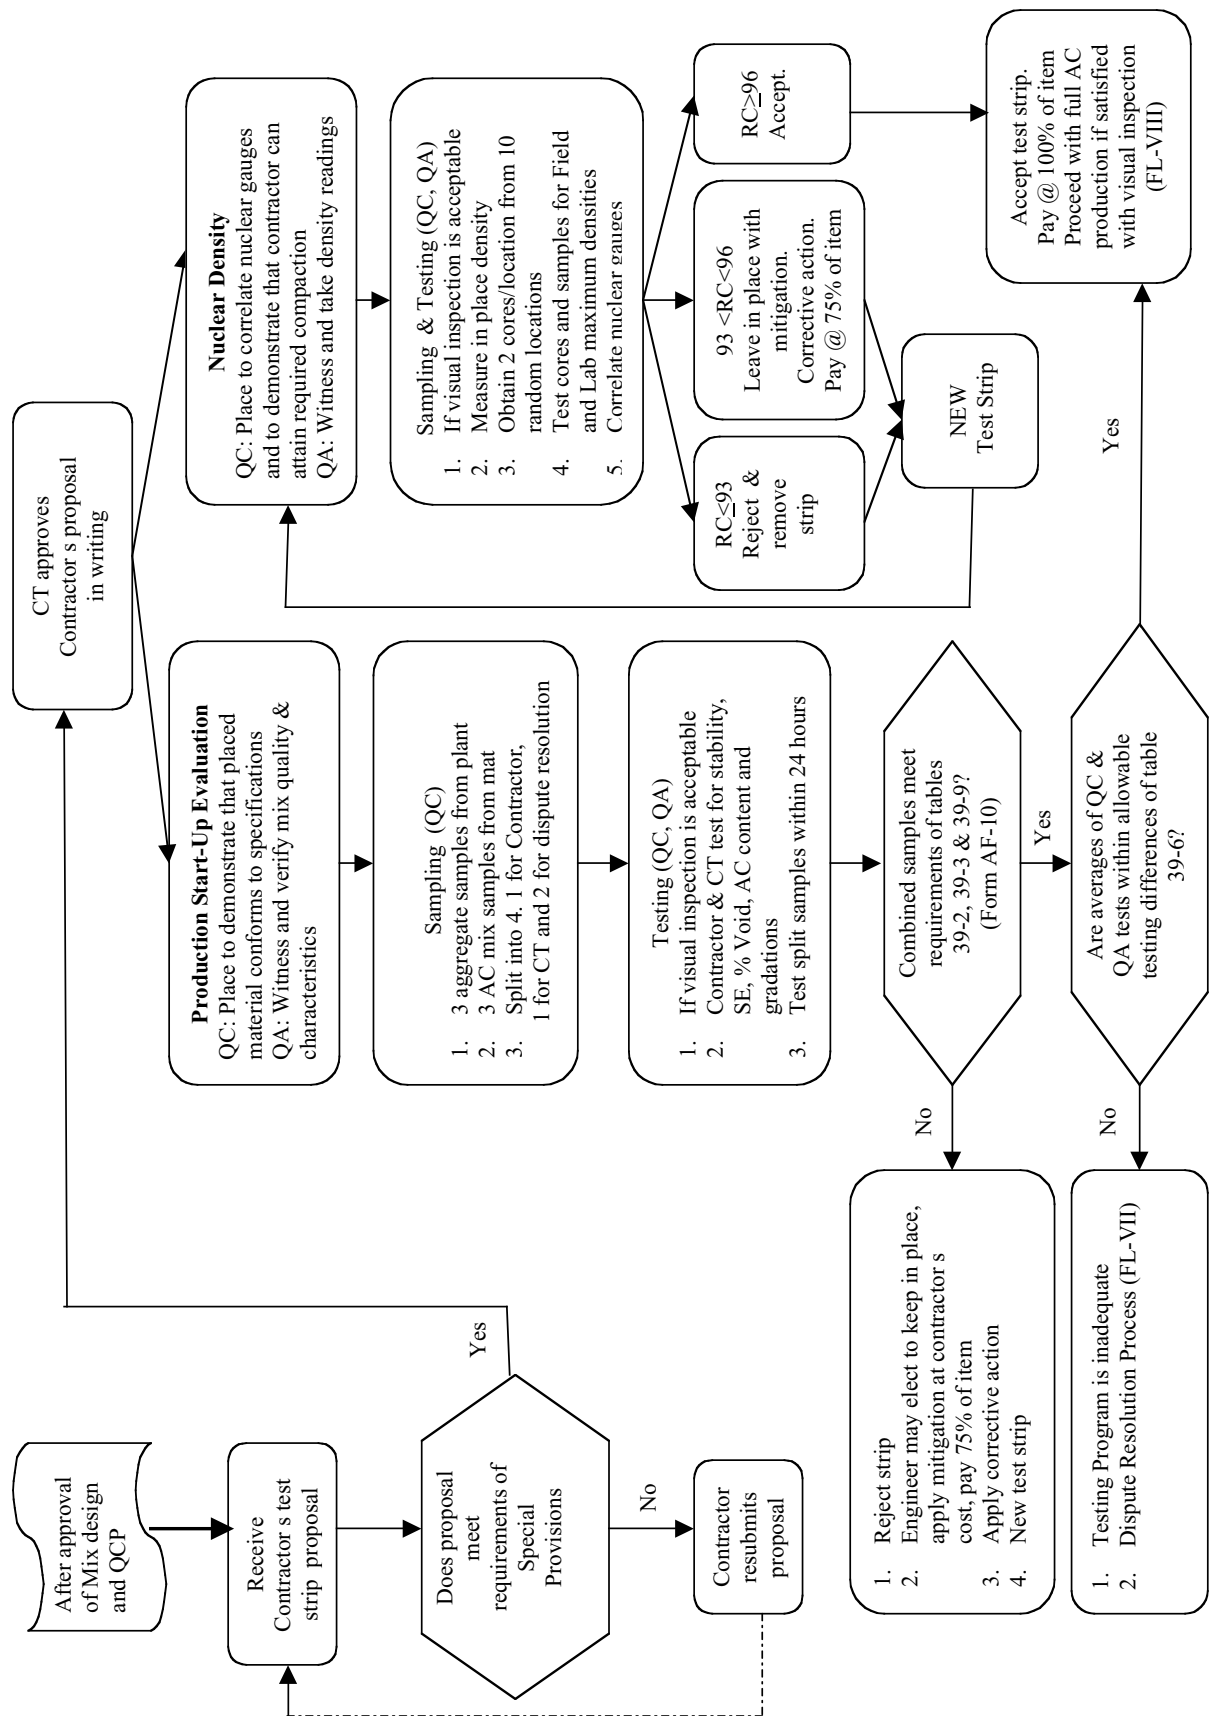 After approval
of Mix design
and QCP
Receive
Contractor s test
strip proposal
Does proposal
meet
requirements of
Special
Provisions
Yes
No
Contractor
resubmits
proposal
CT approves
Contractor s proposal
in writing
Production Start-Up Evaluation
QC: Place to demonstrate that placed
material conforms to specifications
QA: Witness and verify mix quality &
characteristics
Sampling (QC)
1. 3 aggregate samples from plant
2. 3 AC mix samples from mat
3. Split into 4. 1 for Contractor,
1 for CT and 2 for dispute resolution
Testing (QC, QA)
1. If visual inspection is acceptable
2. Contractor & CT test for stability,
SE, % Void, AC content and
gradations
3. Test split samples within 24 hours
Combined samples meet
requirements of tables
39-2, 39-3 & 39-9?
(Form AF-10)
No
Yes
1. Reject strip
2. Engineer may elect to keep in place,
apply mitigation at contractor s
cost, pay 75% of item
3. Apply corrective action
4. New test strip
Are averages of QC &
QA tests within allowable
testing differences of table
39-6?
No
Yes
1. Testing Program is inadequate
2. Dispute Resolution Process (FL-VII)
Nuclear Density
QC: Place to correlate nuclear gauges
and to demonstrate that contractor can
attain required compaction
QA: Witness and take density readings
Sampling & Testing (QC, QA)
1. If visual inspection is acceptable
2. Measure in place density
3. Obtain 2 cores/location from 10
random locations
4. Test cores and samples for Field
and Lab maximum densities
5. Correlate nuclear gauges
RC≤93
Reject &
remove
strip
93 <RC<96
Leave in place with
mitigation.
Corrective action.
Pay @ 75% of item
RC≥96
Accept.
NEW
Test Strip
Accept test strip.
Pay @ 100% of item
Proceed with full AC
production if satisfied
with visual inspection
(FL-VIII)